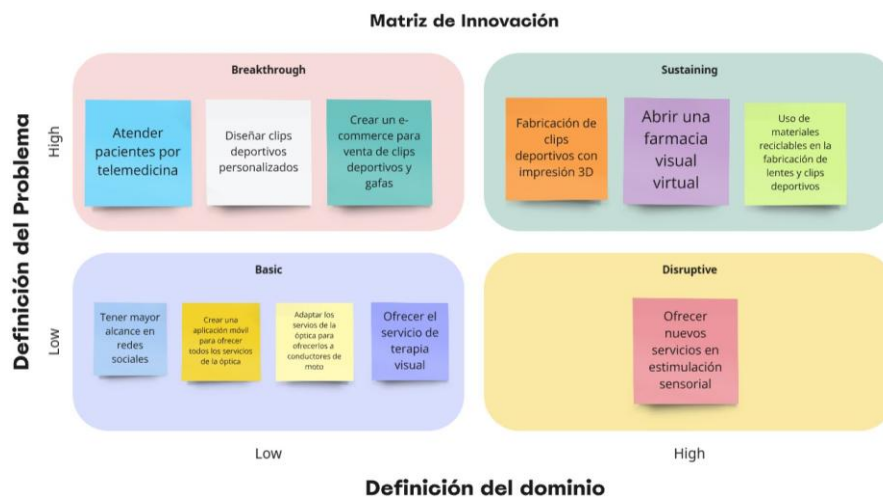 Matriz de Innovación
Definición del Problema
High
Low
Breakthrough
Atender
pacientes por
telemedicina
Diseñar clips
deportivos
personalizados
Crear un e-
commerce para
venta de clips
deportivos y
gafas
Sustaining
Fabricación de
clips
deportivos con
impresión 3D
Abrir una
farmacia
visual
virtual
Uso de
materiales
reciclables en la
fabricación de
lentes y clips
deportivos
Basic
Tener mayor
alcance en
redes
sociales
Crear una
aplicación móvil
para ofrecer
todos los servicios
de la óptica
Adaptar los
servios de la
óptica para
ofrecerlos a
conductores de
moto
Ofrecer el
servicio de
terapia
visual
Disruptive
Ofrecer
nuevos
servicios en
estimulación
sensorial
Low
High
Definición del dominio